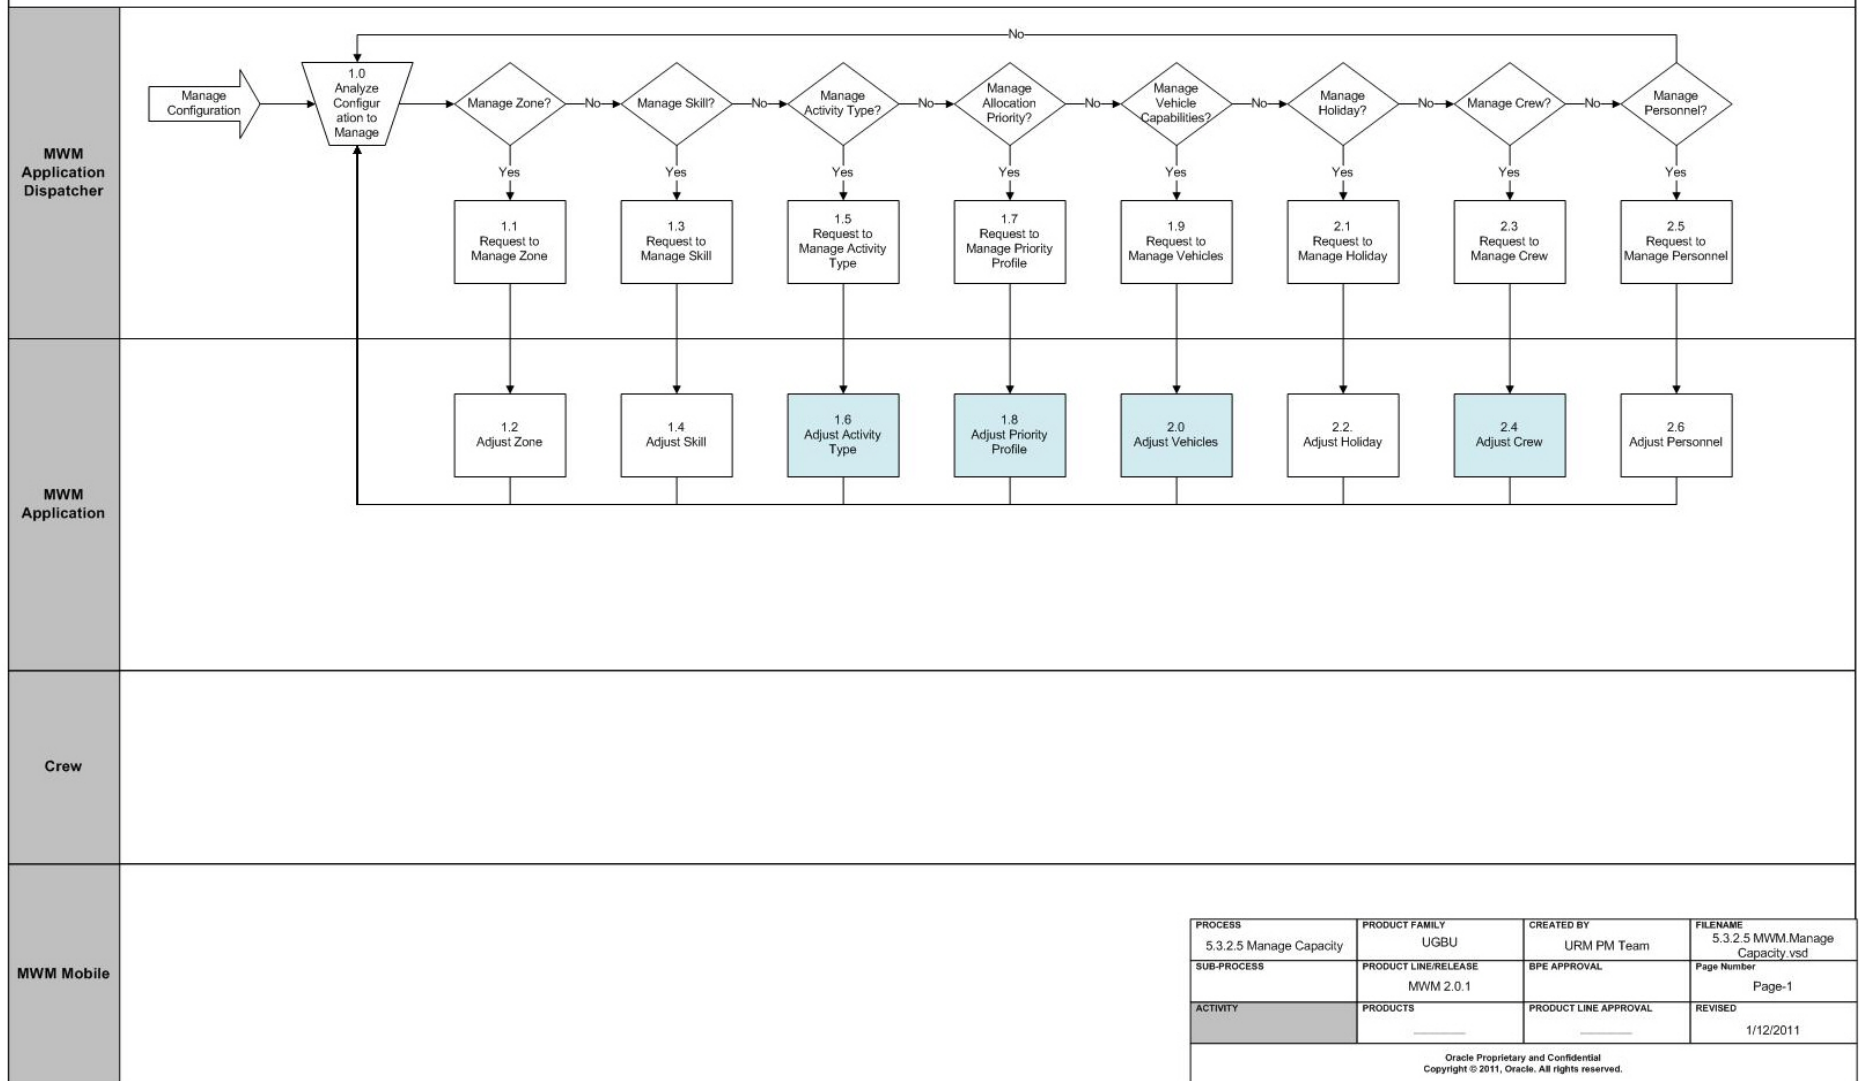 No
MWM
Application
Dispatcher
Manage
Configuration
1.0
Analyze
Configur
ation to
Manage
Manage Zone?
No
Manage Skill?
No
Manage
Activity Type?
No
Manage
Allocation
Priority?
No
Manage
Vehicle
Capabilities?
No
Manage
Holiday?
No
Manage Crew?
No
Manage
Personnel?
Yes
Yes
Yes
Yes
Yes
Yes
Yes
Yes
1.1
Request to
Manage Zone
1.3
Request to
Manage Skill
1.5
Request to
Manage Activity
Type
1.7
Request to
Manage Priority
Profile
1.9
Request to
Manage Vehicles
2.1
Request to
Manage Holiday
2.3
Request to
Manage Crew
2.5
Request to
Manage Personnel
MWM
Application
1.2
Adjust Zone
1.4
Adjust Skill
1.6
Adjust Activity
Type
1.8
Adjust Priority
Profile
2.0
Adjust Vehicles
2.2.
Adjust Holiday
2.4
Adjust Crew
2.6
Adjust Personnel
Crew
MWM Mobile
PROCESS
5.3.2.5 Manage Capacity
PRODUCT FAMILY
UGBU
CREATED BY
URM PM Team
FILENAME
5.3.2.5 MWM.Manage
Capacity.vsd
SUB-PROCESS
PRODUCT LINE/RELEASE
MWM 2.0.1
BPE APPROVAL
Page Number
Page-1
ACTIVITY
PRODUCTS
PRODUCT LINE APPROVAL
REVISED
1/12/2011
Oracle Proprietary and Confidential
Copyright © 2011, Oracle. All rights reserved.